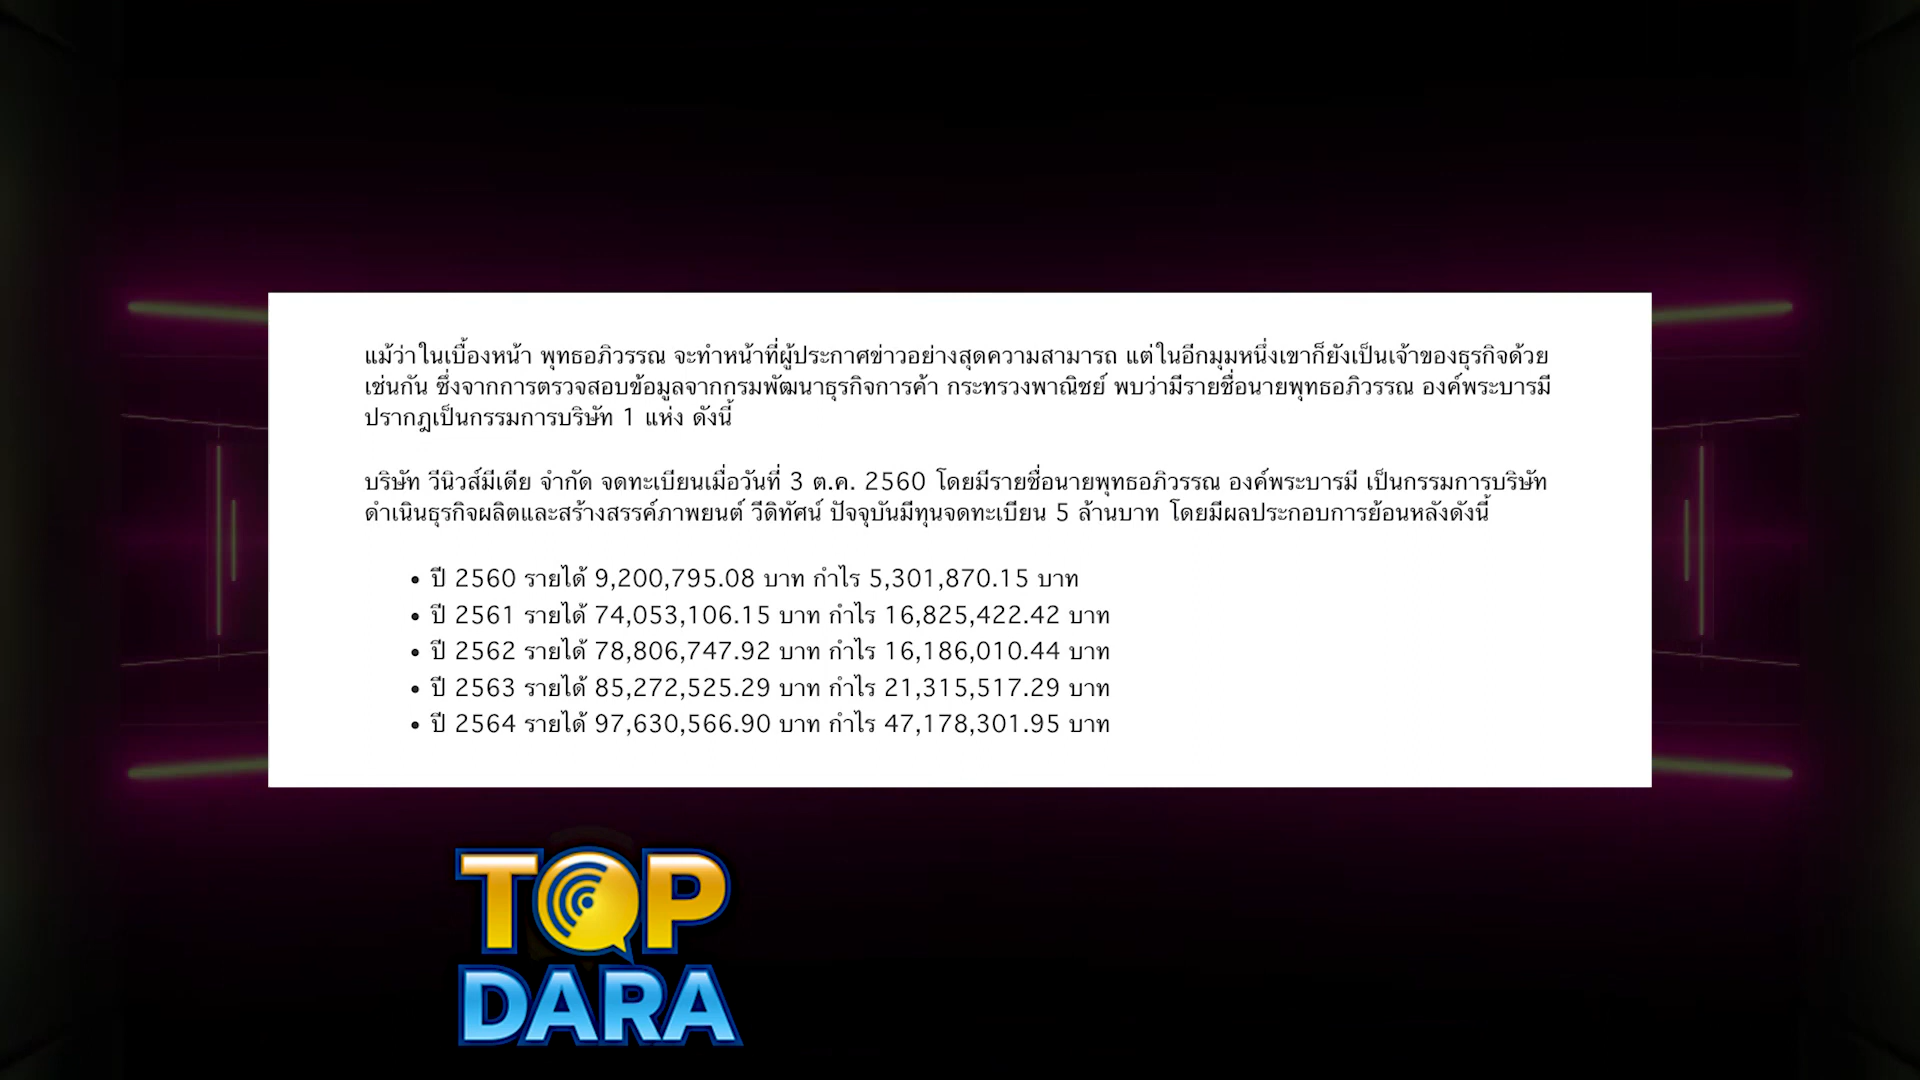 แม้ว่าในเบื้องหน้า พุทธอภิวรรณ จะทำหน้าที่ผู้ประกาศข่าวอย่างสุดความสามารถ แต่ในอีกมุมหนึ่งเขาก็ยังเป็นเจ้าของธุรกิจด้วย
เช่นกัน ซึ่งจากการตรวจสอบข้อมูลจากกรมพัฒนาธุรกิจการค้า กระทรวงพาณิชย์ พบว่ามีรายชื่อนายพุทธอภิวรรณ องค์พระบารมี
ปรากฎเป็นกรรมการบริษัท 1 แห่ง ดังนี้
บริษัท วีนิวส์มีเดีย จำกัด จดทะเบียนเมื่อวันที่ 3 ต.ค. 2560 โดยมีรายชื่อนายพุทธอภิวรรณ องค์พระบารมี เป็นกรรมการบริษัท
ดำเนินธุรกิจผลิตและสร้างสรรค์ภาพยนต์ วีดิทัศน์ ปัจจุบันมีทุนจดทะเบียน 5 ล้านบาท โดยมีผลประกอบการย้อนหลังดังนี้
• ปี 2560 รายได้ 9,200,795.08 บาท กำไร 5,301,870.15 บาท
• ปี 2561 รายได้ 74,053,106.15 บาท กำไร 16,825,422.42 บาท
• ปี 2562 รายได้ 78,806,747.92 บาท กำไร 16,186,010.44 บาท
• ปี 2563 รายได้ 85,272,525.29 บาท กำไร 21,315,517.29 บาท
• ปี 2564 รายได้ 97,630,566.90 บาท กำไร 47,178,301.95 บาท
TOP
DARA